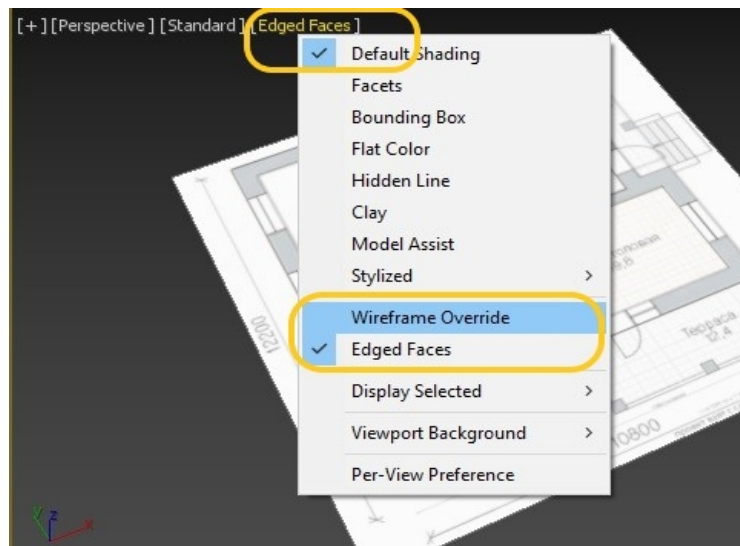 [+] [Perspective] [Standard] [Edged Faces]
Default Shading
Facets
Bounding Box
Flat Color
Hidden Line
Clay
Model Assist
Stylized
Wireframe Override
Edged Faces
Display Selected
Viewport Background
Per-View Preference
12200
Терраса
12,4
10800
y z x